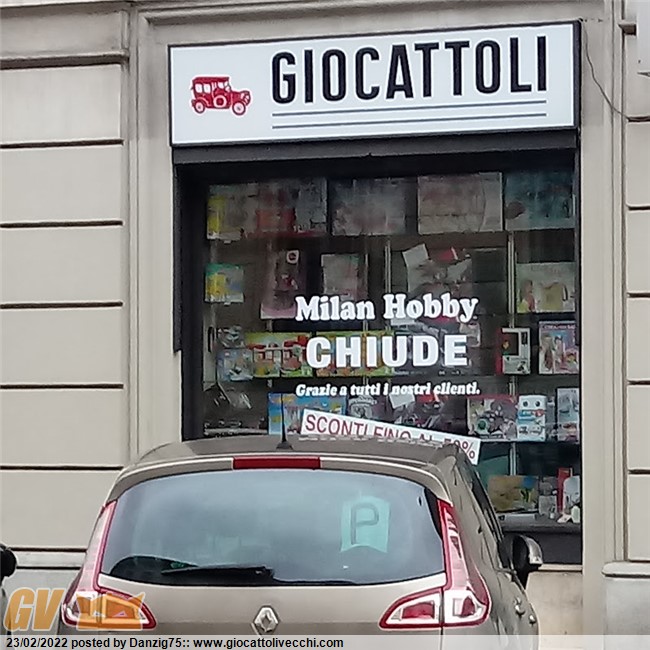 GIOCATTOLI
Milan Hobby
CHIUDE
Grazie a tutti i nostri clienti.
SCONTI FINO AL 50%
P
GV
23/02/2022 posted by Danzig75:: www.giocattolivecchi.com